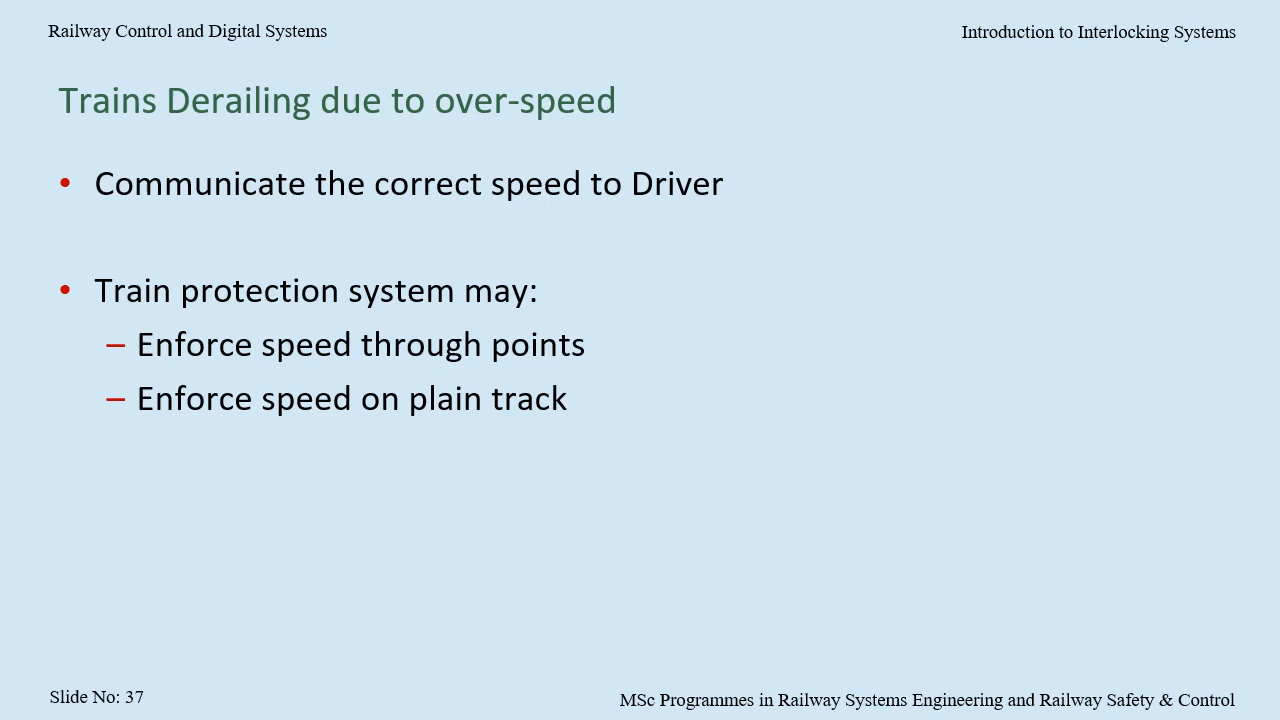 Railway Control and Digital Systems
Introduction to Interlocking Systems
Trains Derailing due to over-speed
• Communicate the correct speed to Driver
• Train protection system may:
– Enforce speed through points
– Enforce speed on plain track
Slide No: 37
MSc Programmes in Railway Systems Engineering and Railway Safety & Control